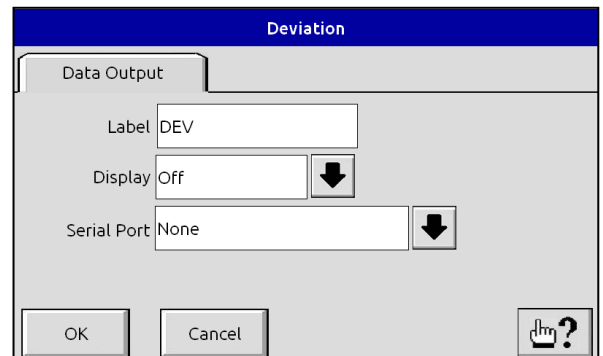 Deviation
Data Output
Label DEV
Display Off
Serial Port None
OK Cancel ?